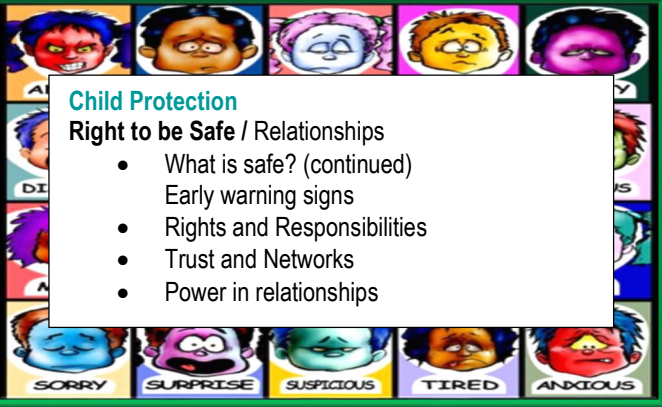 Child Protection
Right to be Safe / Relationships
• What is safe? (continued)
Early warning signs
• Rights and Responsibilities
• Trust and Networks
• Power in relationships
SORRY SURPRISE SUSPICIOUS TIRED ANXIOUS